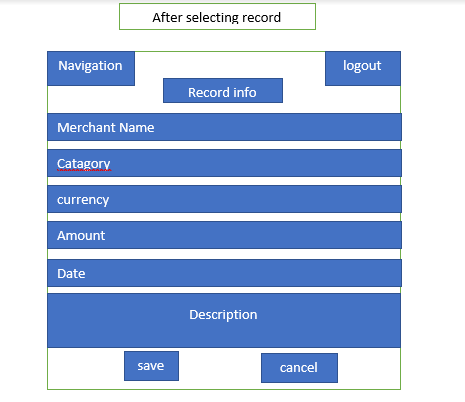 After selecting record
Navigation
logout
Record info
Merchant Name
Catagory
currency
Amount
Date
Description
save
cancel